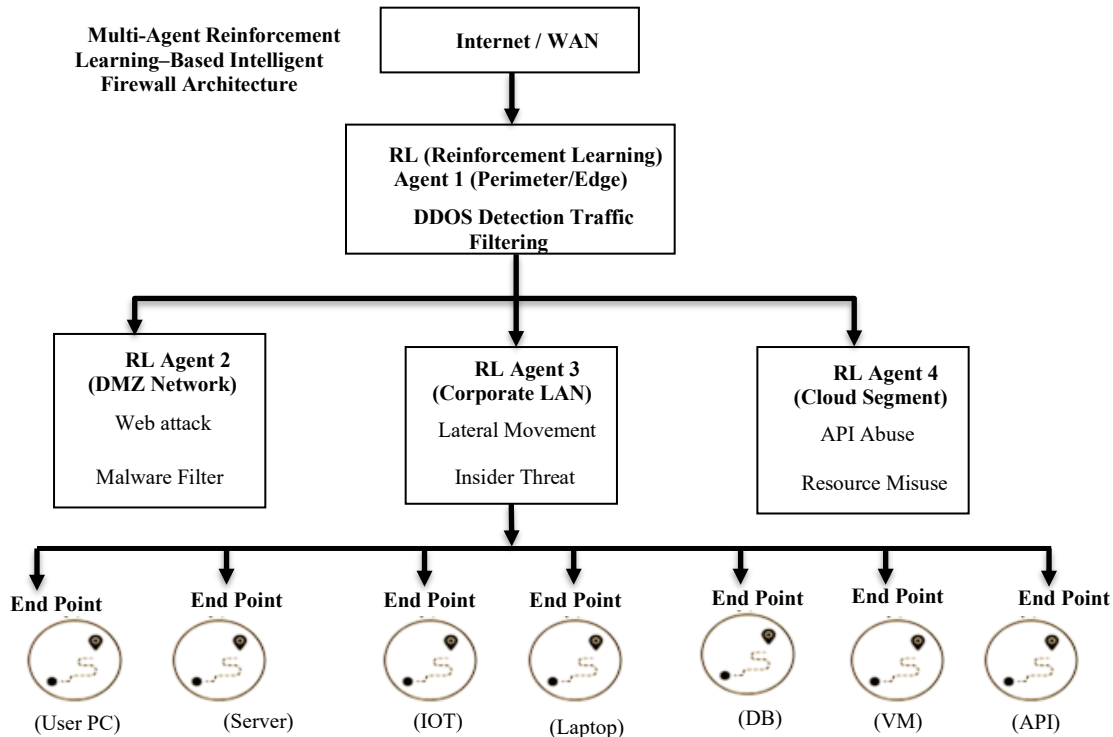 Multi-Agent Reinforcement
Learning–Based Intelligent
Firewall Architecture
Internet / WAN
RL (Reinforcement Learning)
Agent 1 (Perimeter/Edge)
DDOS Detection Traffic
Filtering
RL Agent 2
(DMZ Network)
Web attack
Malware Filter
RL Agent 3
(Corporate LAN)
Lateral Movement
Insider Threat
RL Agent 4
(Cloud Segment)
API Abuse
Resource Misuse
End Point
(User PC)
End Point
(Server)
End Point
(IOT)
End Point
(Laptop)
End Point
(DB)
End Point
(VM)
End Point
(API)